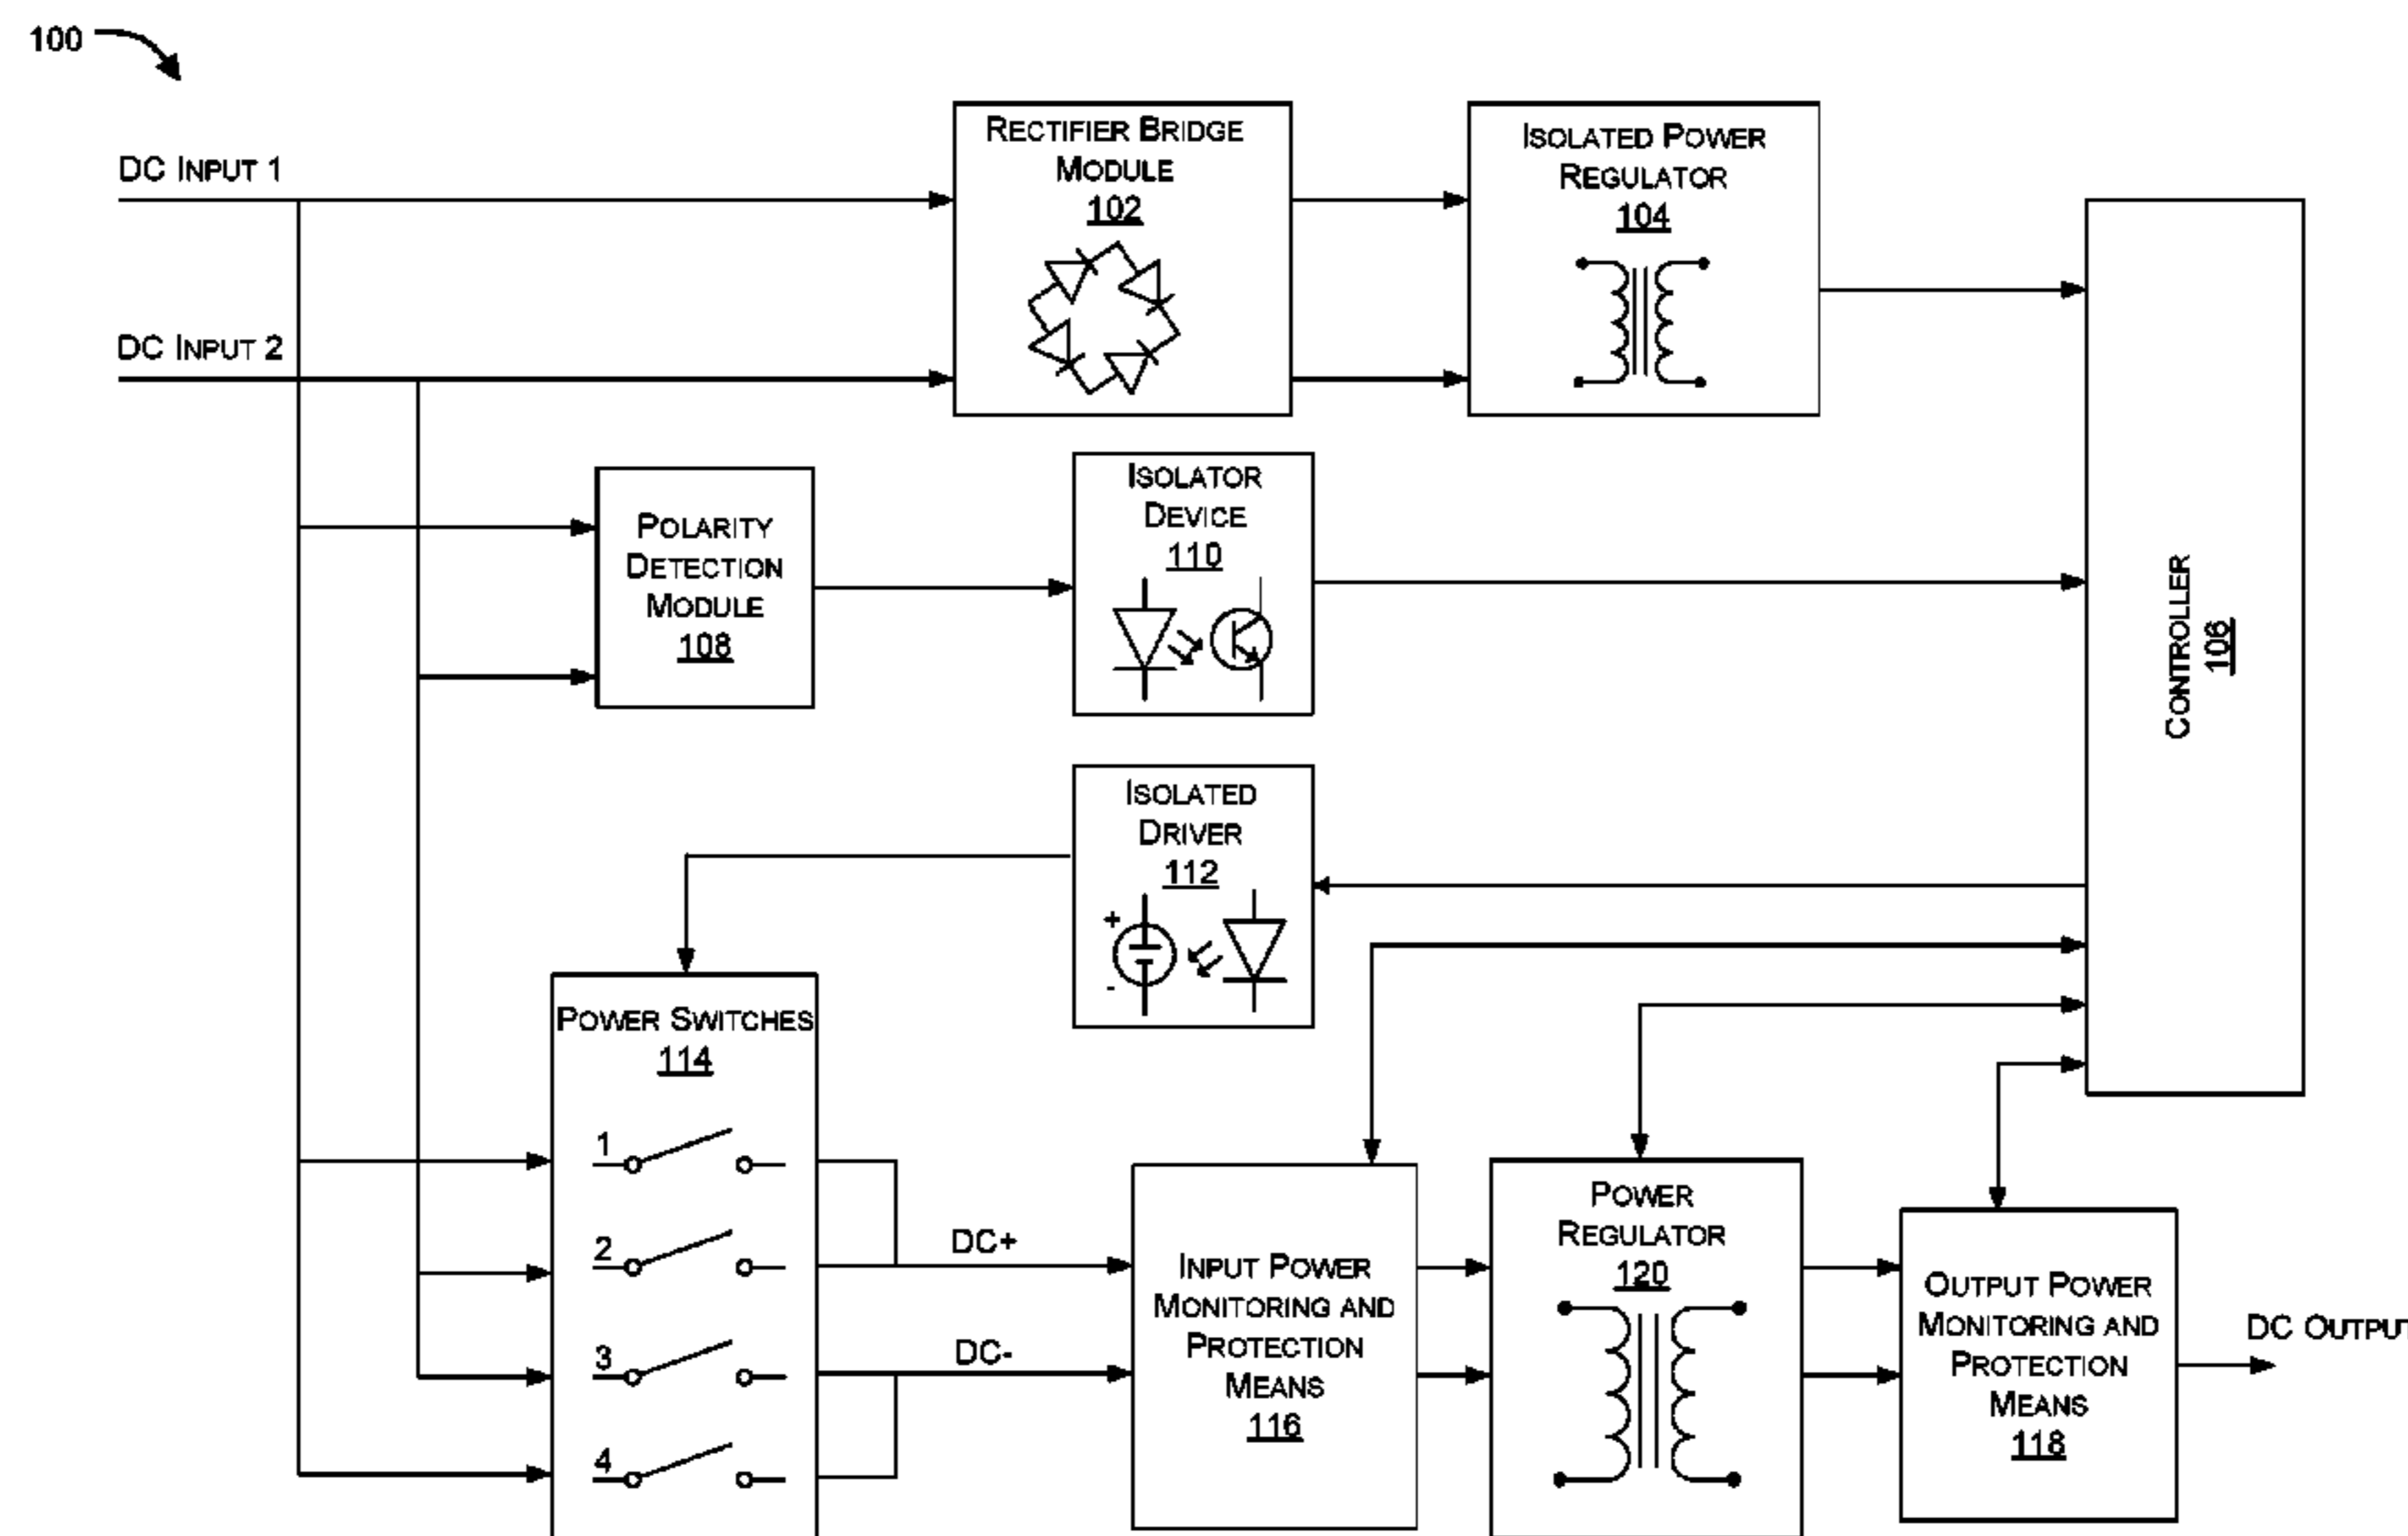 100
DC INPUT 1
DC INPUT 2
RECTIFIER BRIDGE
MODULE
102
ISOLATED POWER
REGULATOR
104
CONTROLLER
106
POLARITY
DETECTION
MODULE
108
ISOLATOR
DEVICE
110
ISOLATED
DRIVER
112
+
-
POWER SWITCHES
114
1
2
3
4
DC+
DC-
INPUT POWER
MONITORING AND
PROTECTION
MEANS
116
POWER
REGULATOR
120
OUTPUT POWER
MONITORING AND
PROTECTION
MEANS
118
DC OUTPUT